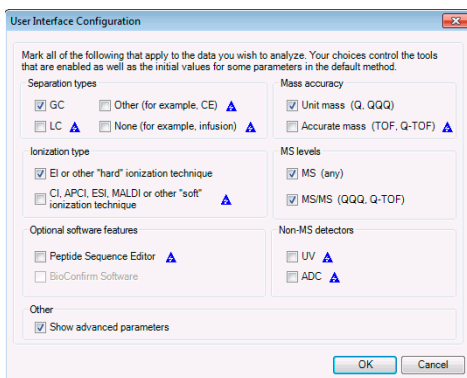 User Interface Configuration
Mark all of the following that apply to the data you wish to analyze. Your choices control the tools
that are enabled as well as the initial values for some parameters in the default method.
Separation types
GC
Other (for example, CE)
LC
None (for example, infusion)
Mass accuracy
Unit mass (Q, QQQ)
Accurate mass (TOF, Q-TOF)
Ionization type
EI or other "hard" ionization technique
CI, APCI, ESI, MALDI or other "soft"
ionization technique
MS levels
MS (any)
MS/MS (QQQ, Q-TOF)
Optional software features
Peptide Sequence Editor
BioConfirm Software
Non-MS detectors
UV
ADC
Other
Show advanced parameters
OK
Cancel